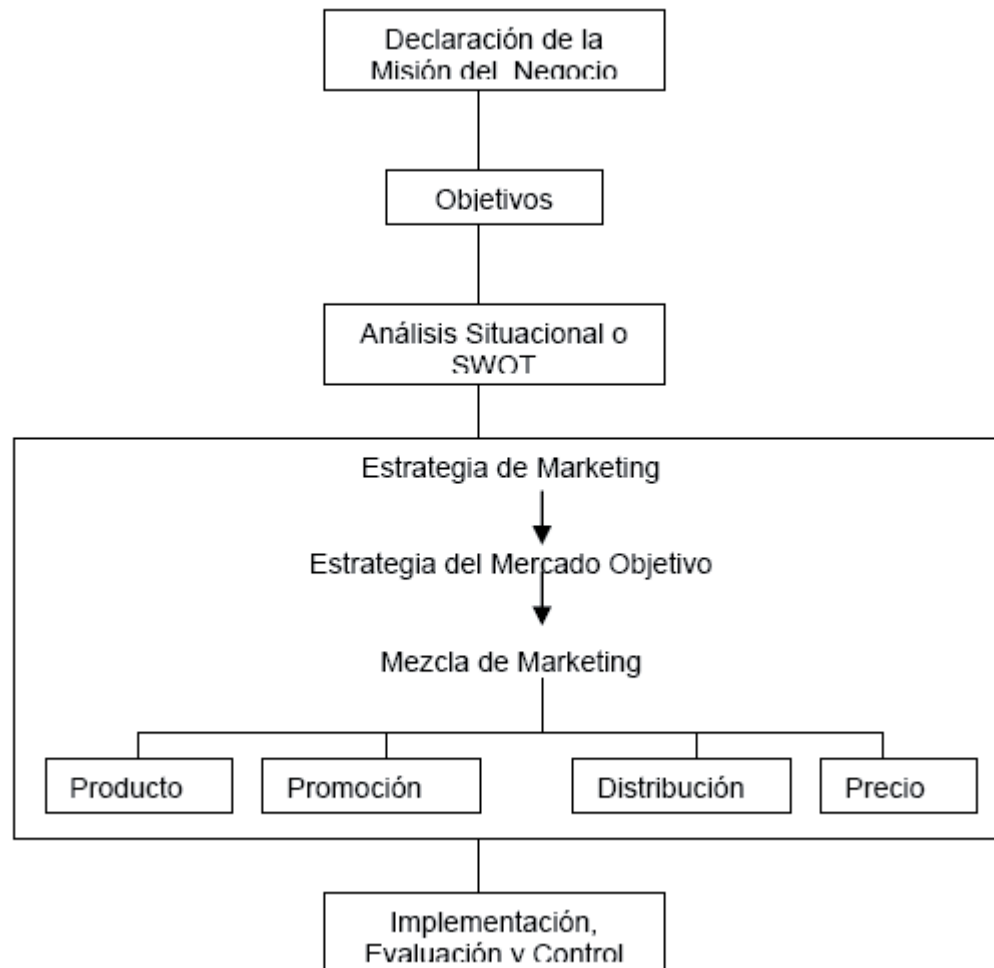 Declaración de la
Misión del Negocio
Objetivos
Análisis Situacional o
SWOT
Estrategia de Marketing
Estrategia del Mercado Objetivo
Mezcla de Marketing
Producto
Promoción
Distribución
Precio
Implementación,
Evaluación y Control